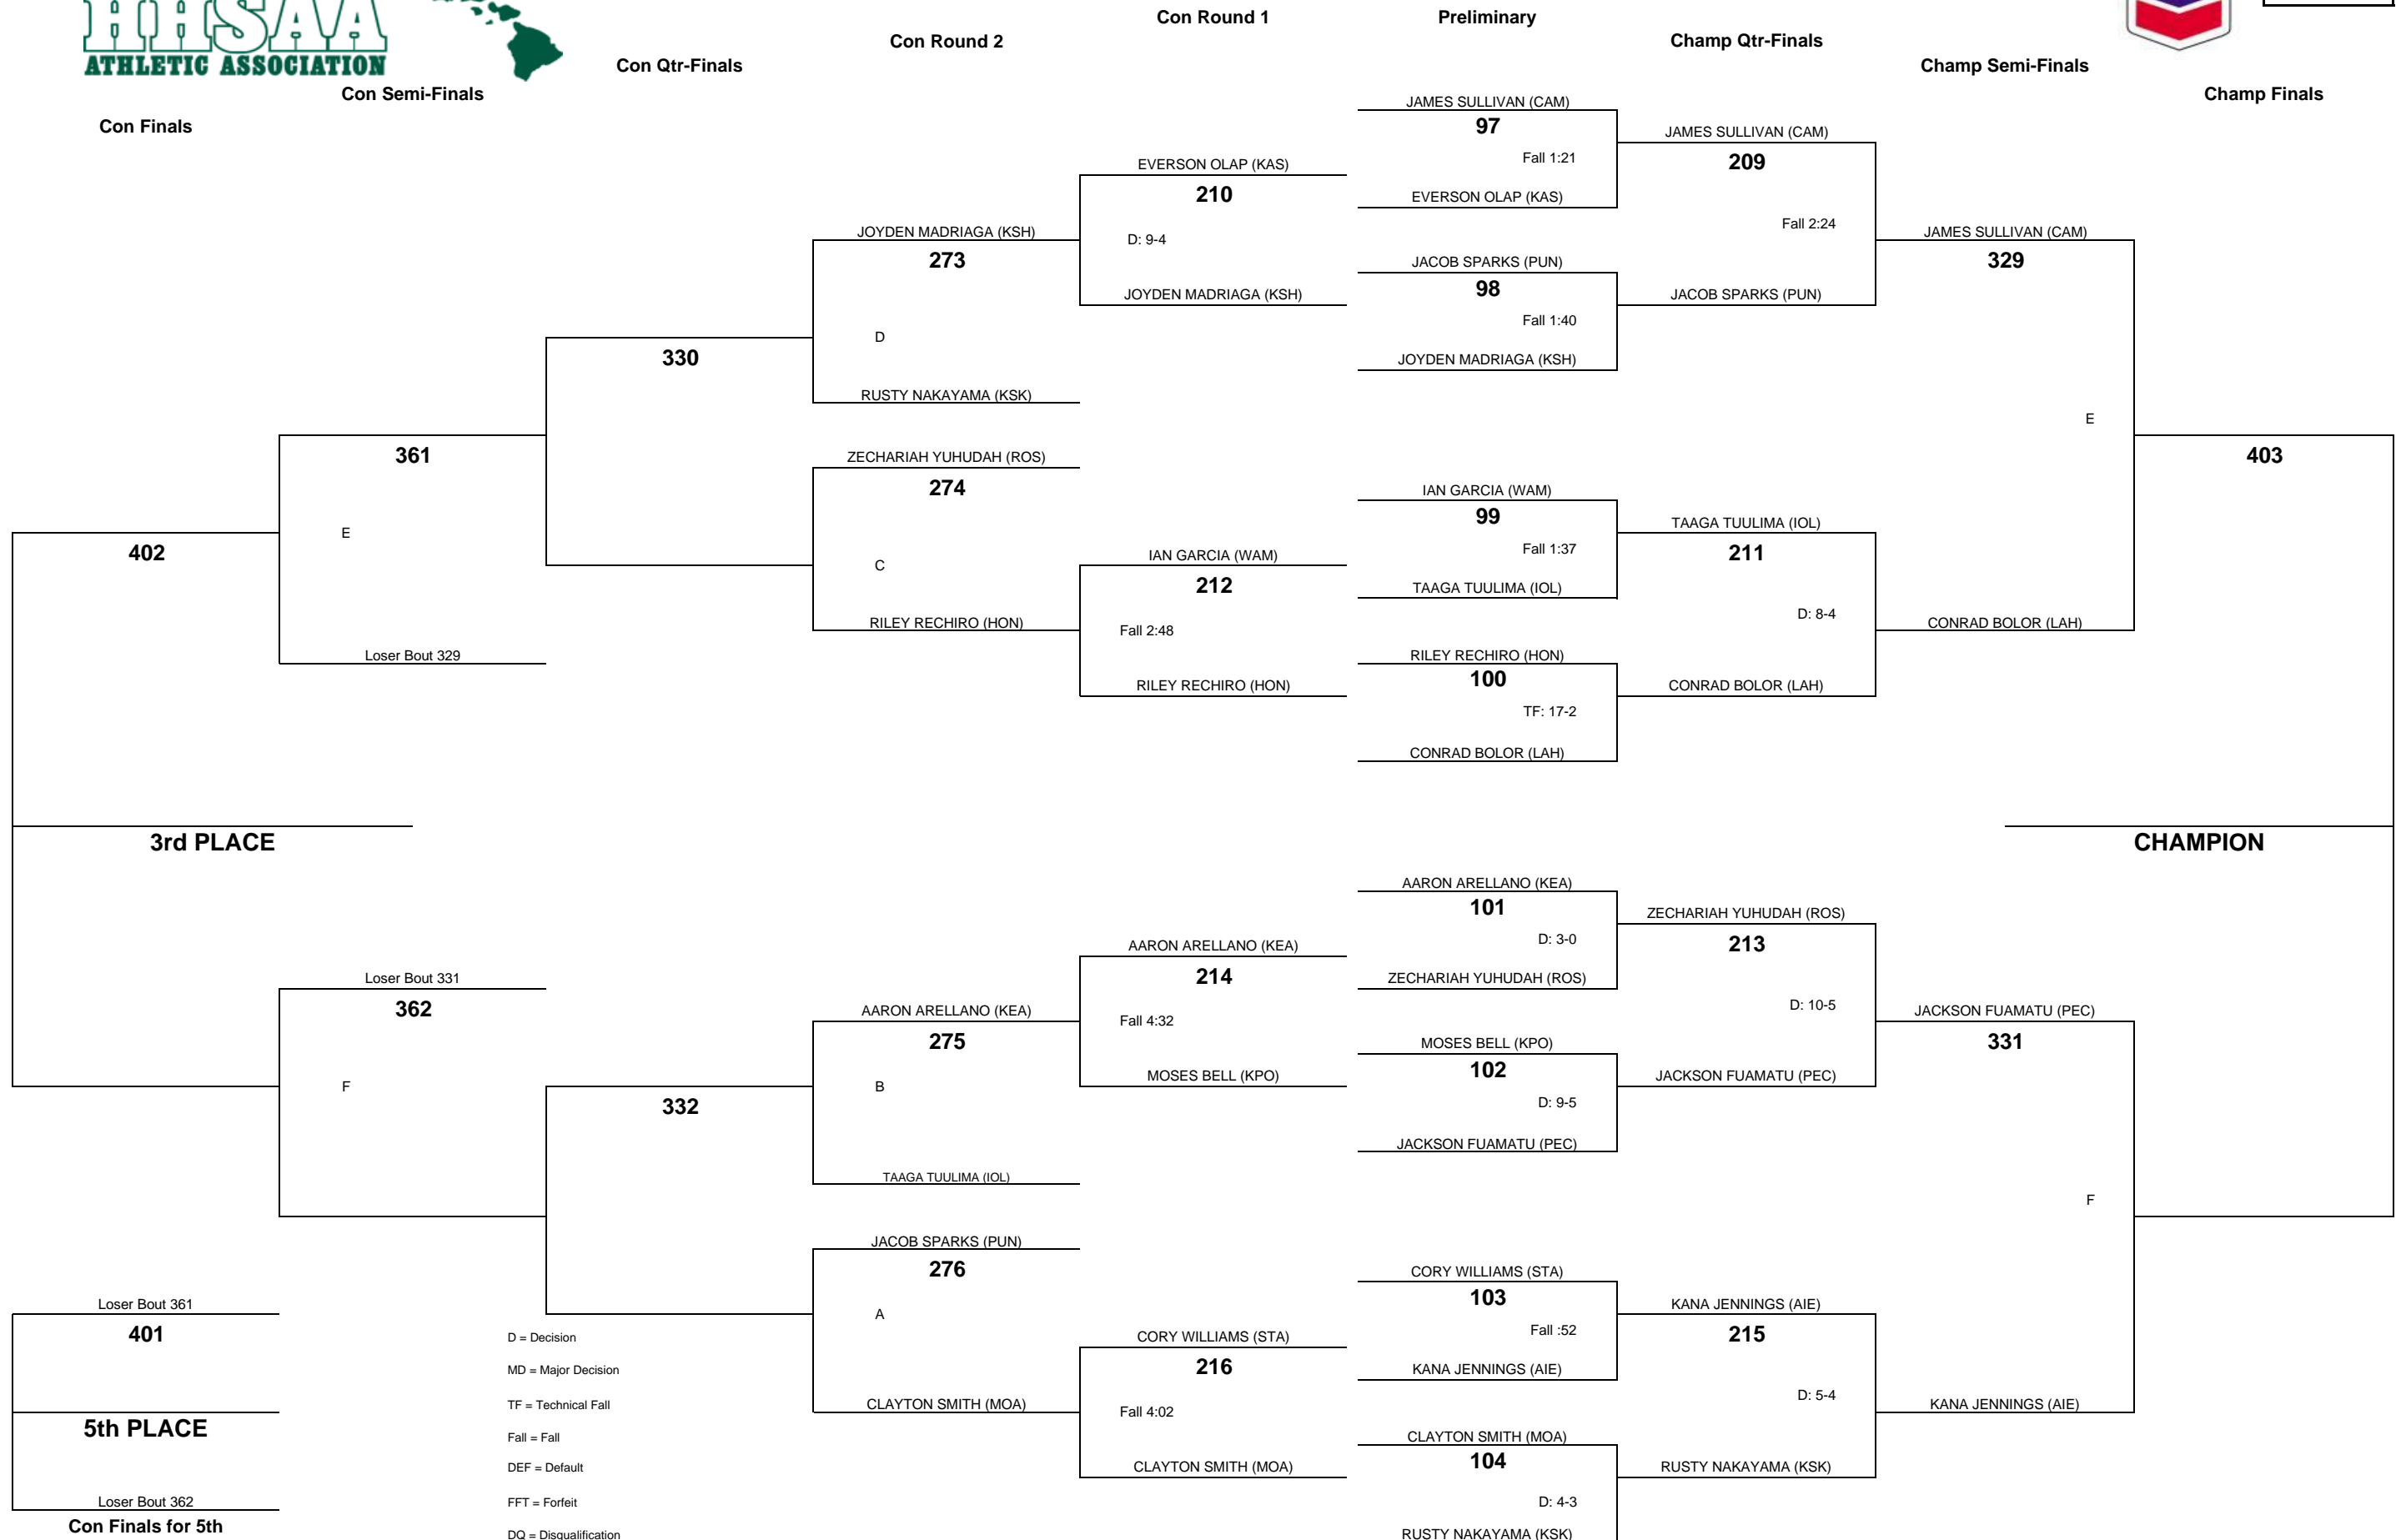 HHSAA
ATHLETIC ASSOCIATION
Con Finals
Con Semi-Finals
Con Qtr-Finals
Con Round 2
Con Round 1
Preliminary
Champ Qtr-Finals
Champ Semi-Finals
Champ Finals
JAMES SULLIVAN (CAM)
97
Fall 1:21
EVERSON OLAP (KAS)
JACOB SPARKS (PUN)
98
Fall 1:40
JOYDEN MADRIAGA (KSH)
IAN GARCIA (WAM)
99
Fall 1:37
TAAGA TUULIMA (IOL)
RILEY RECHIRO (HON)
100
TF: 17-2
CONRAD BOLOR (LAH)
AARON ARELLANO (KEA)
101
D: 3-0
ZECHARIAH YUHUDAH (ROS)
MOSES BELL (KPO)
102
D: 9-5
JACKSON FUAMATU (PEC)
CORY WILLIAMS (STA)
103
Fall :52
KANA JENNINGS (AIE)
CLAYTON SMITH (MOA)
104
D: 4-3
RUSTY NAKAYAMA (KSK)
JAMES SULLIVAN (CAM)
209
Fall 2:24
JACOB SPARKS (PUN)
TAAGA TUULIMA (IOL)
211
D: 8-4
CONRAD BOLOR (LAH)
ZECHARIAH YUHUDAH (ROS)
213
D: 10-5
JACKSON FUAMATU (PEC)
KANA JENNINGS (AIE)
215
D: 5-4
RUSTY NAKAYAMA (KSK)
JAMES SULLIVAN (CAM)
329
E
CONRAD BOLOR (LAH)
JACKSON FUAMATU (PEC)
331
F
KANA JENNINGS (AIE)
403
CHAMPION
EVERSON OLAP (KAS)
210
D: 9-4
JOYDEN MADRIAGA (KSH)
IAN GARCIA (WAM)
212
Fall 2:48
RILEY RECHIRO (HON)
AARON ARELLANO (KEA)
214
Fall 4:32
MOSES BELL (KPO)
CORY WILLIAMS (STA)
216
Fall 4:02
CLAYTON SMITH (MOA)
JOYDEN MADRIAGA (KSH)
273
D
RUSTY NAKAYAMA (KSK)
ZECHARIAH YUHUDAH (ROS)
274
C
RILEY RECHIRO (HON)
AARON ARELLANO (KEA)
275
B
TAAGA TUULIMA (IOL)
JACOB SPARKS (PUN)
276
A
CLAYTON SMITH (MOA)
330
332
361
E
Loser Bout 329
Loser Bout 331
362
F
402
3rd PLACE
Loser Bout 361
401
5th PLACE
Loser Bout 362
Con Finals for 5th
D = Decision
MD = Major Decision
TF = Technical Fall
Fall = Fall
DEF = Default
FFT = Forfeit
DQ = Disqualification